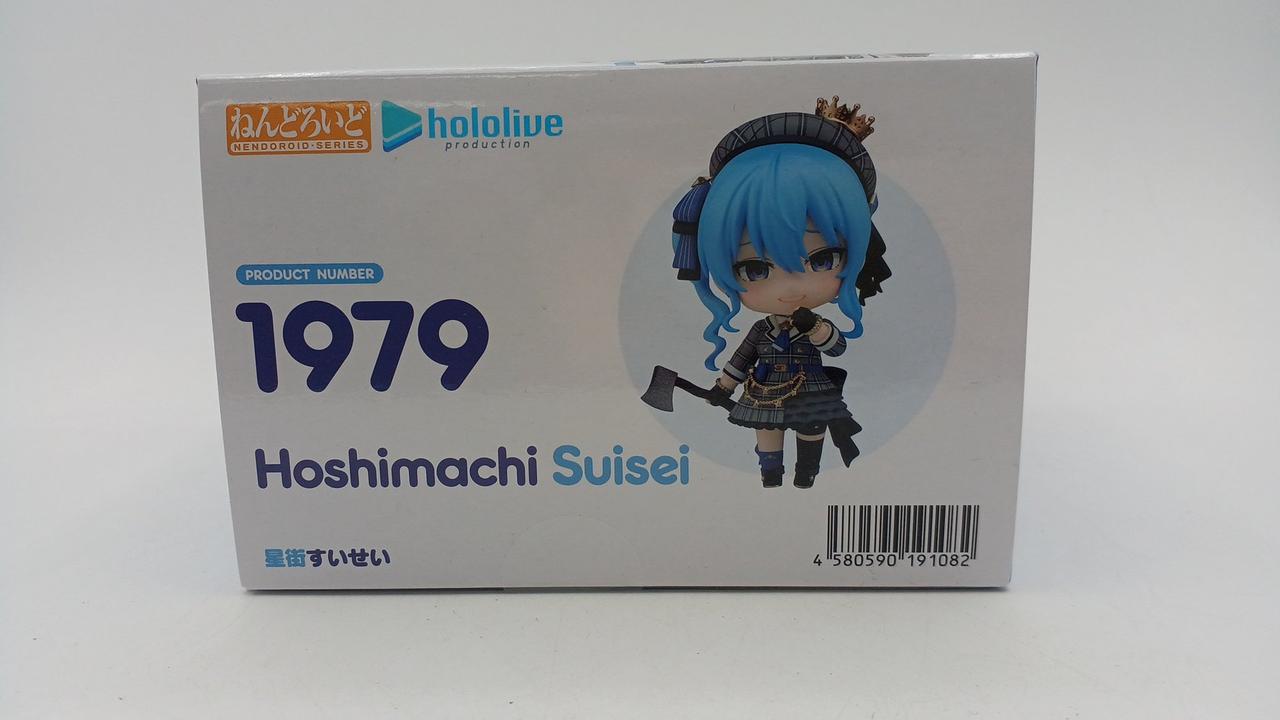 ねんどろいど
NENDOROID·SERIES
hololive
production
PRODUCT NUMBER
1979
Hoshimachi Suisei
星街すいせい
4 580590 191082